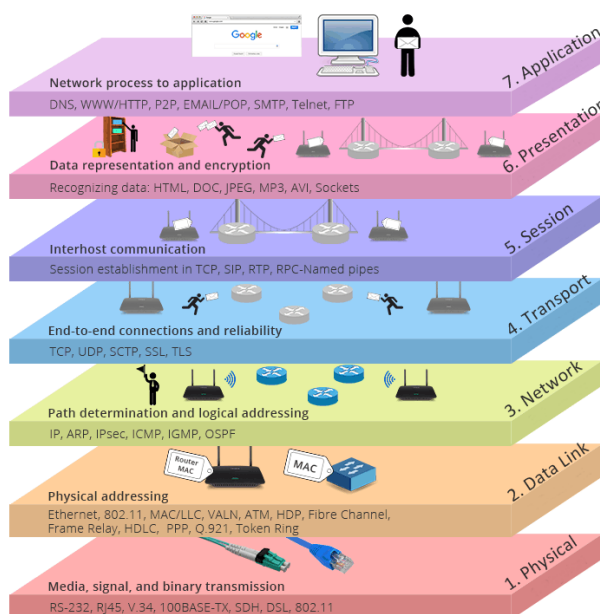 Google
7. Application
Network process to application
DNS, WWW/HTTP, P2P, EMAIL/POP, SMTP, Telnet, FTP
6. Presentation
Data representation and encryption
Recognizing data: HTML, DOC, JPEG, MP3, AVI, Sockets
5. Session
Interhost communication
Session establishment in TCP, SIP, RTP, RPC-Named pipes
4. Transport
End-to-end connections and reliability
TCP, UDP, SCTP, SSL, TLS
3. Network
Path determination and logical addressing
IP, ARP, IPsec, ICMP, IGMP, OSPF
Router
MAC
MAC
2. Data Link
Physical addressing
Ethernet, 802.11, MAC/LLC, VALN, ATM, HDP, Fibre Channel,
Frame Relay, HDLC, PPP, Q.921, Token Ring
1. Physical
Media, signal, and binary transmission
RS-232, RJ45, V.34, 100BASE-TX, SDH, DSL, 802.11